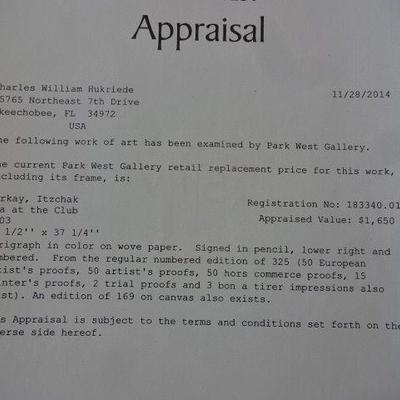 Appraisal
harles William Hukriede
11/28/2014
5765 Northeast 7th Drive
keechobee, FL 34972
USA
he following work of art has been examined by Park West Gallery.
he current Park West Gallery retail replacement price for this work,
cluding its frame, is:
rkay, Itzchak
Registration No: 183340.01
a at the Club
Appraised Value: $1,650
03
1/2'' x 37 1/4''
rigraph in color on wove paper. Signed in pencil, lower right and
mbered. From the regular numbered edition of 325 (50 European
tist's proofs, 50 artist's proofs, 50 hors commerce proofs, 15
inter's proofs, 2 trial proofs and 3 bon a tirer impressions also
ist). An edition of 169 on canvas also exists.
is Appraisal is subject to the terms and conditions set forth on the
verse side hereof.